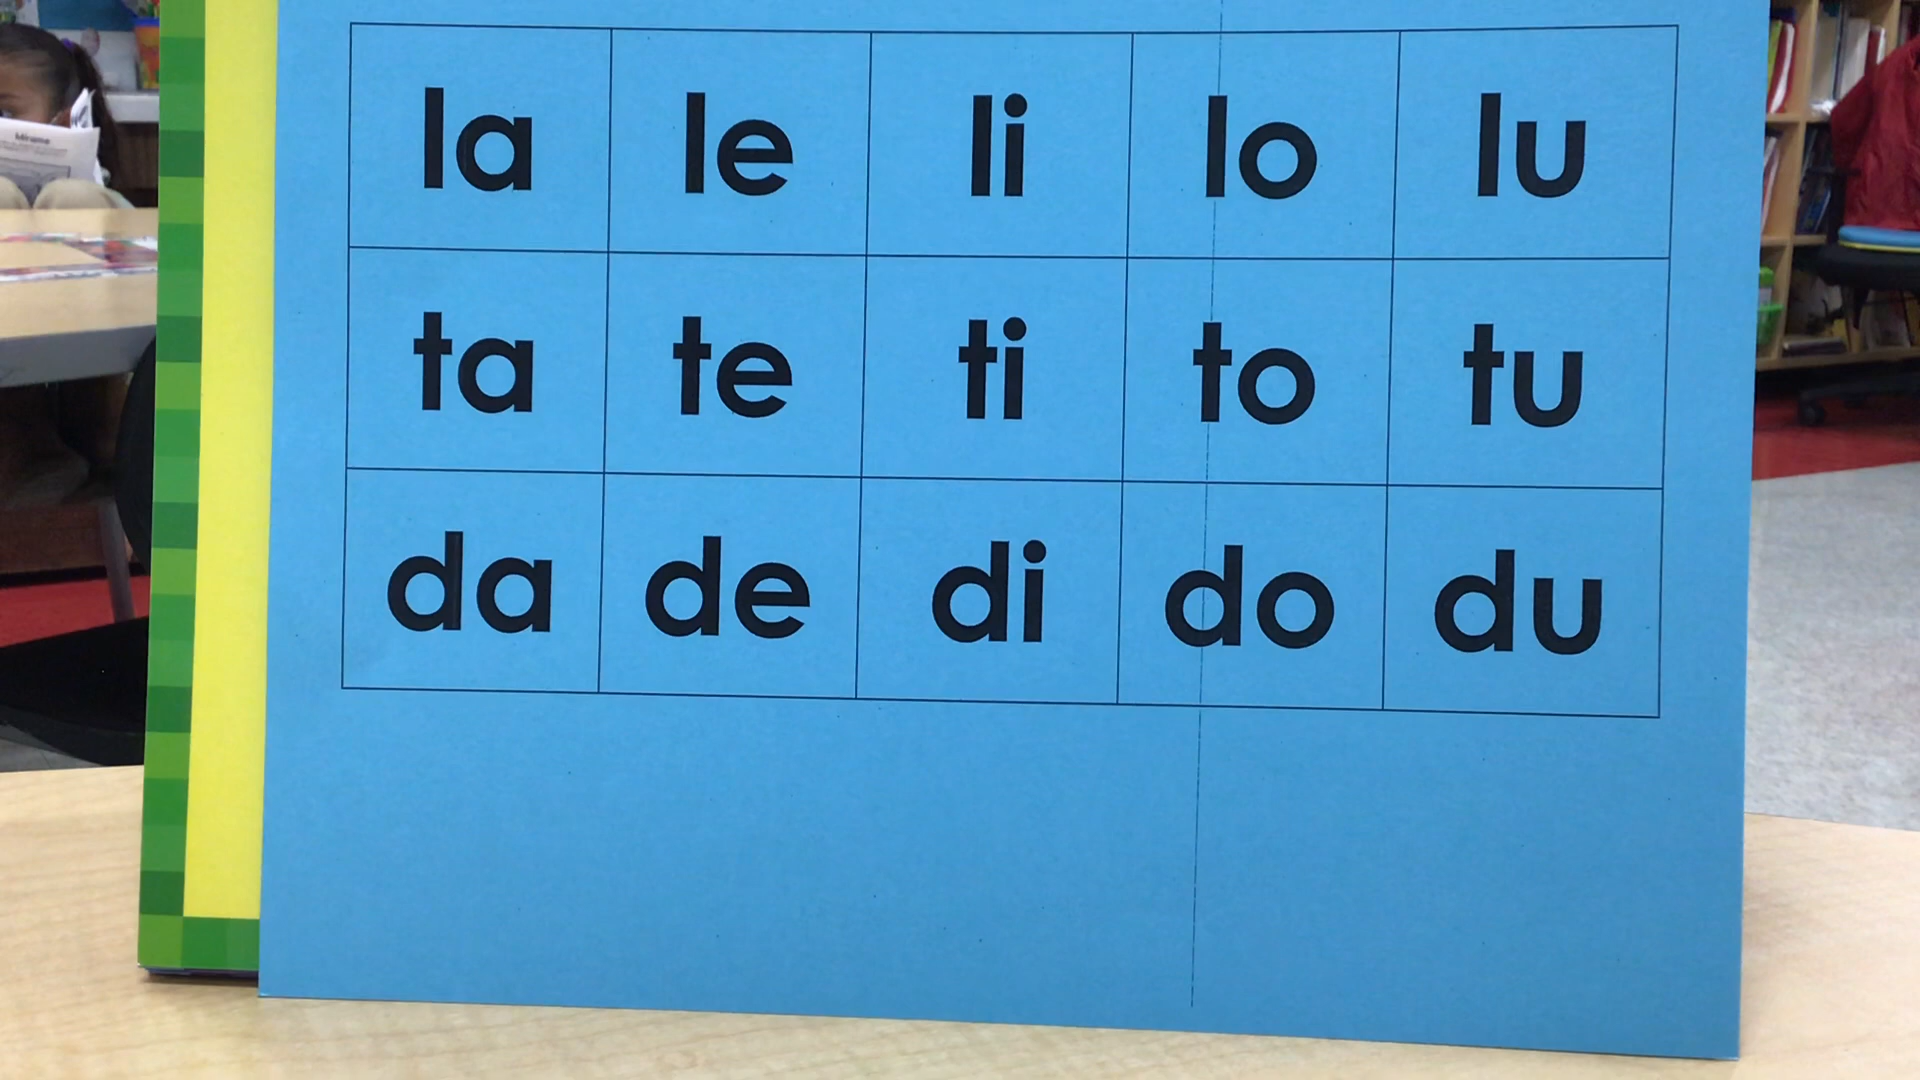 la le li lo lu
ta te ti to tu
da de di do du